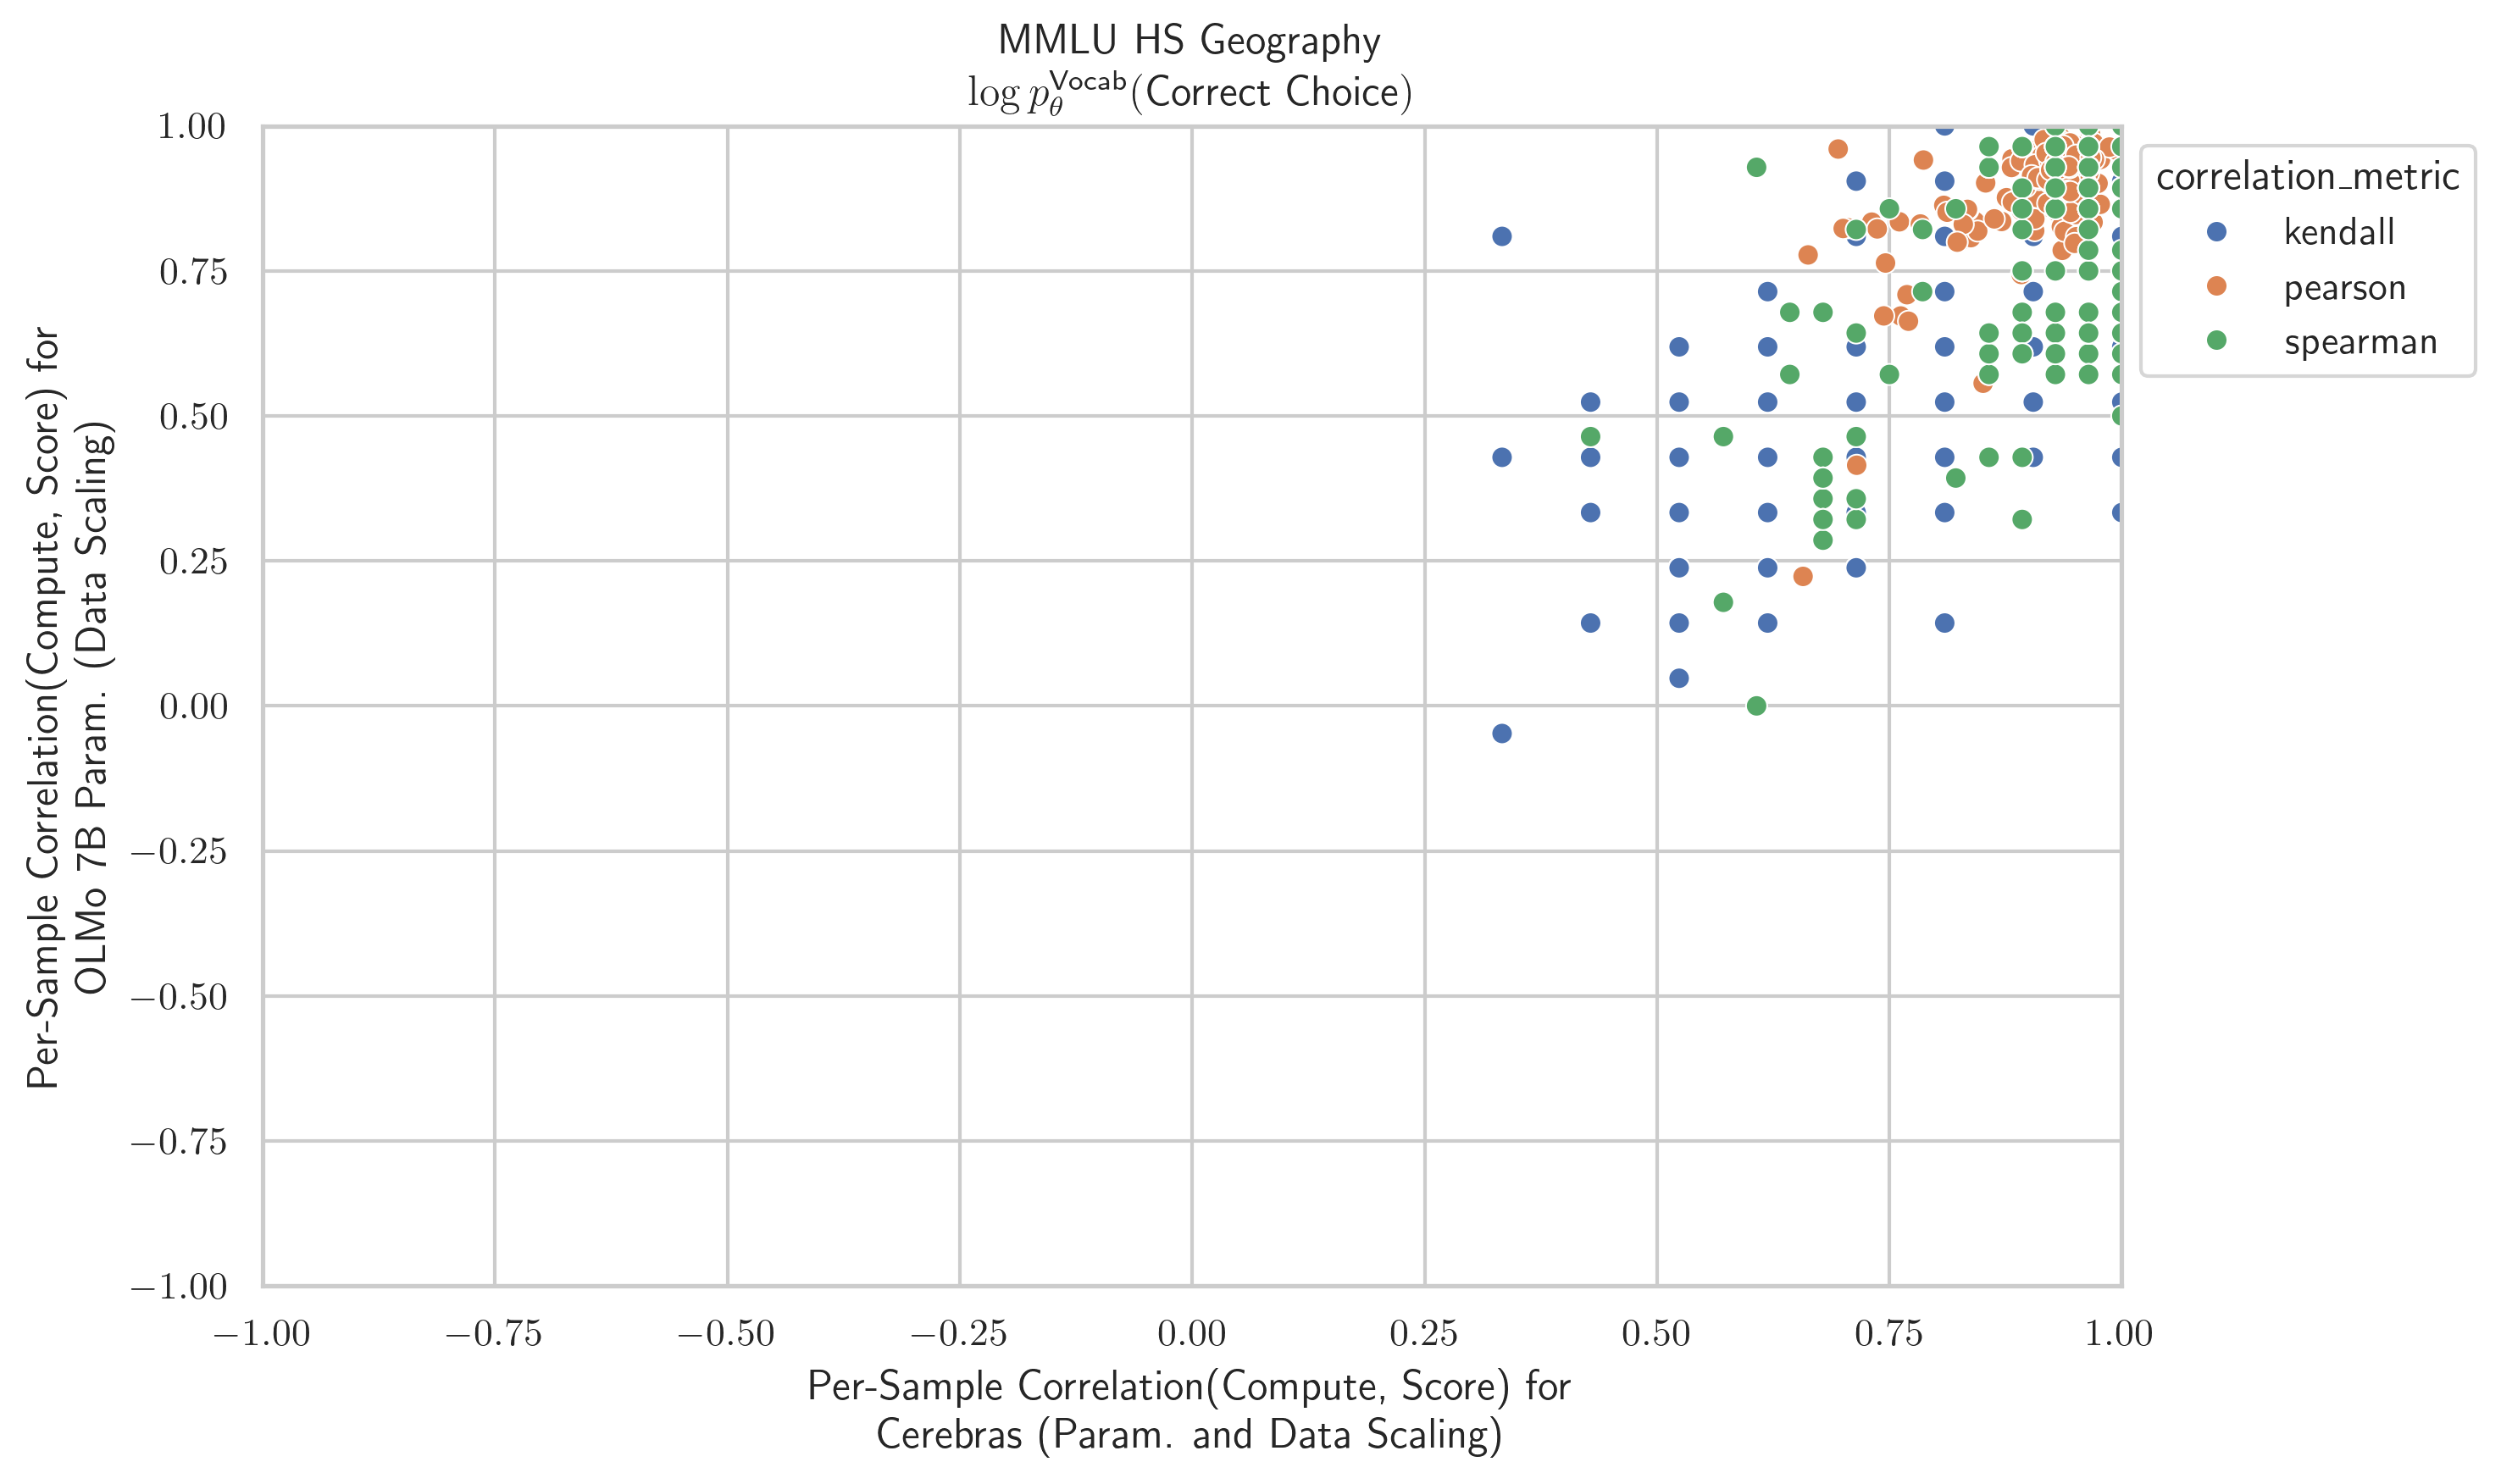 MMLU HS Geography
log p_θ^Vocab(Correct Choice)
1.00
0.75
0.50
0.25
0.00
−0.25
−0.50
−0.75
−1.00
Per-Sample Correlation(Compute, Score) for
OLMo 7B Param. (Data Scaling)
−1.00 −0.75 −0.50 −0.25 0.00 0.25 0.50 0.75 1.00
Per-Sample Correlation(Compute, Score) for
Cerebras (Param. and Data Scaling)
correlation_metric
kendall
pearson
spearman